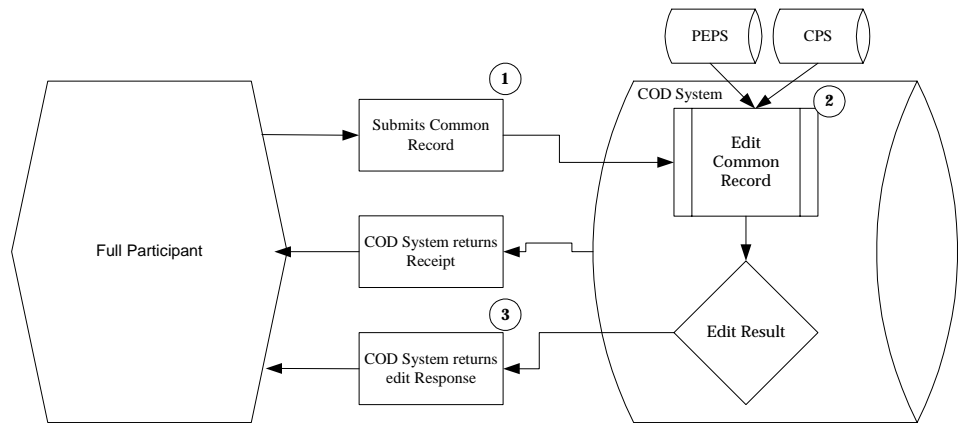 PEPS
CPS
1
COD System
2
Submits Common
Record
Edit
Common
Record
Full Participant
COD System returns
Receipt
3
COD System returns
edit Response
Edit Result